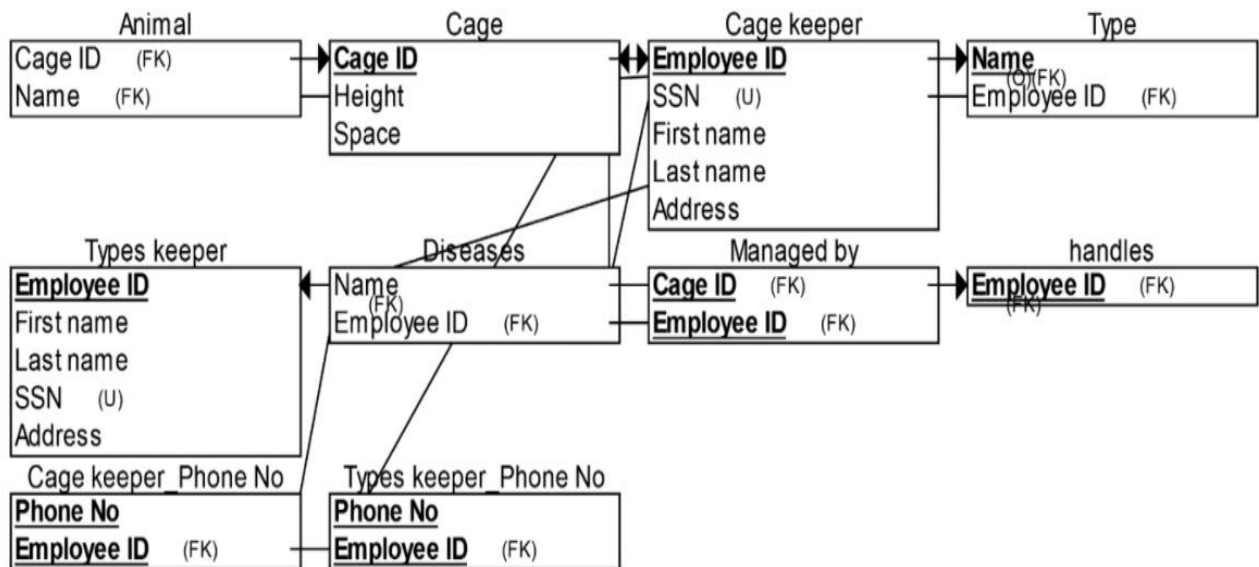 Animal
Cage ID (FK)
Name (FK)
Cage
Cage ID
Height
Space
Cage keeper
Employee ID
SSN (U)
First name
Last name
Address
Type
Name
(O)(FK)
Employee ID (FK)
Types keeper
Employee ID
First name
Last name
SSN (U)
Address
Diseases
Name
(FK)
Employee ID (FK)
Managed by
Cage ID (FK)
Employee ID (FK)
handles
Employee ID (FK)
(FK)
Cage keeper_Phone No
Phone No
Employee ID (FK)
Types keeper_Phone No
Phone No
Employee ID (FK)